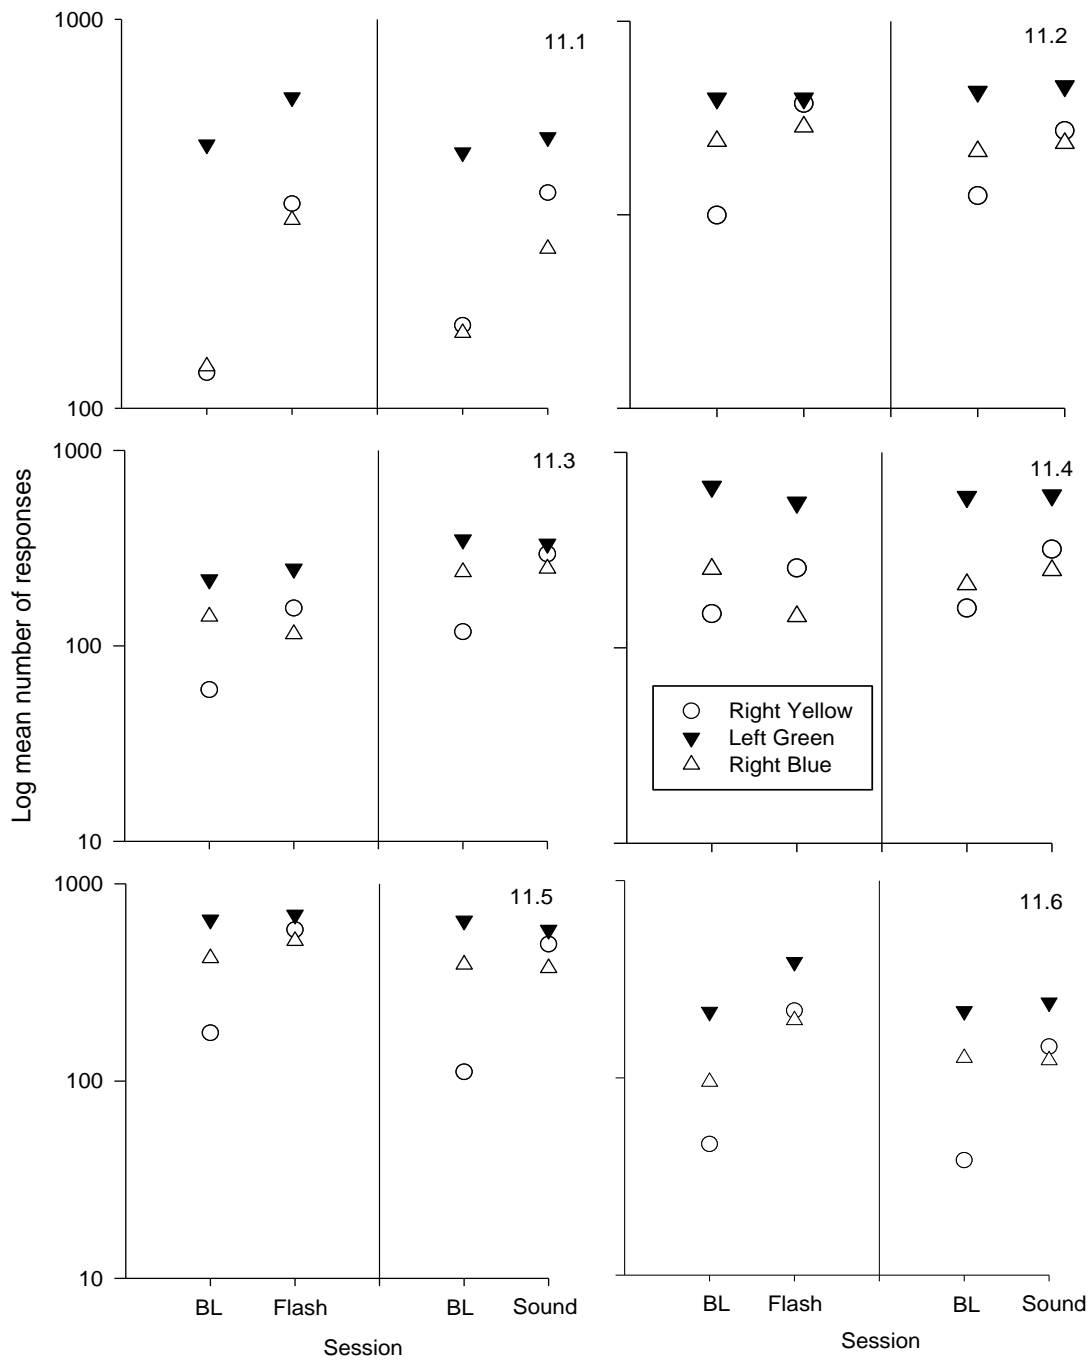 1000
11.1
11.2
100
1000
11.3
11.4
100
10
Log mean number of responses
Right Yellow
Left Green
Right Blue
1000
11.5
11.6
100
10
BL
Flash
BL
Sound
Session
BL
Flash
BL
Sound
Session